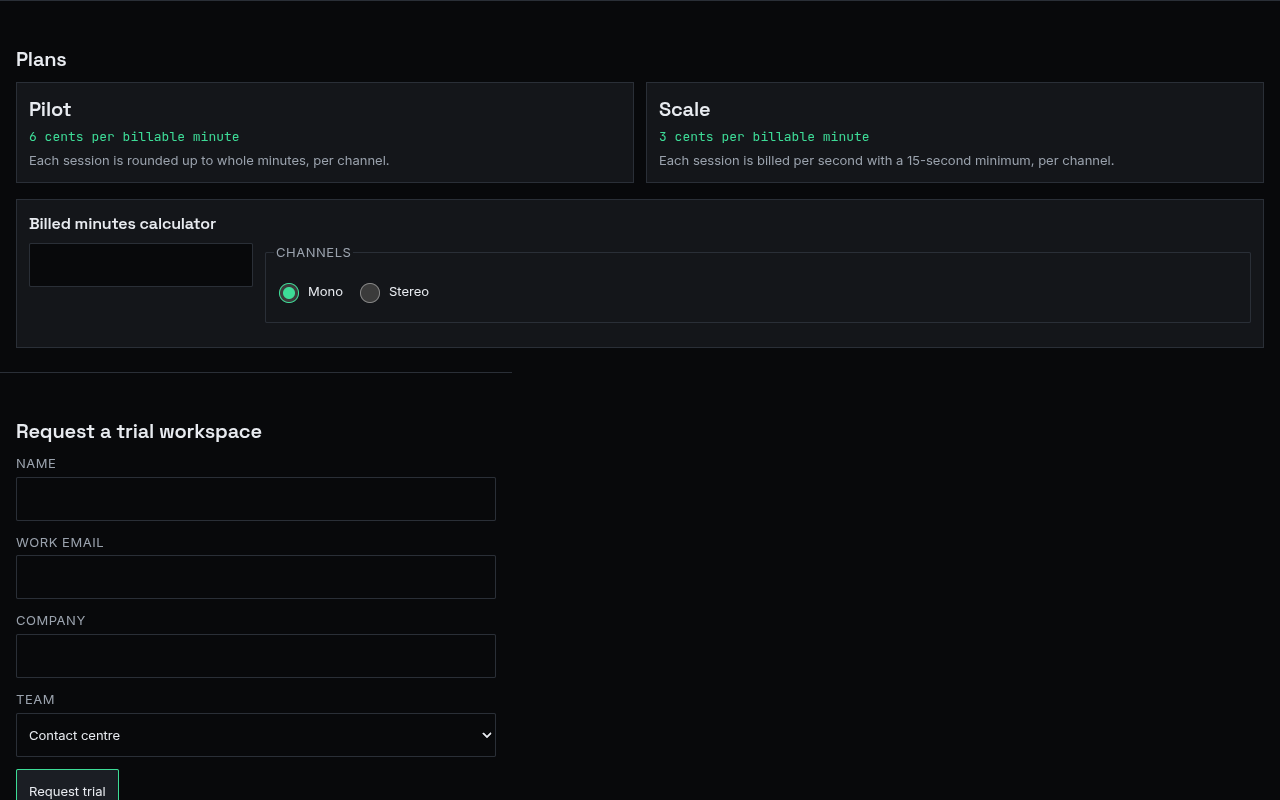 Plans
Pilot
6 cents per billable minute
Each session is rounded up to whole minutes, per channel.
Scale
3 cents per billable minute
Each session is billed per second with a 15-second minimum, per channel.
Billed minutes calculator
CHANNELS
Mono
Stereo
Request a trial workspace
NAME
WORK EMAIL
COMPANY
TEAM
Contact centre
Request trial